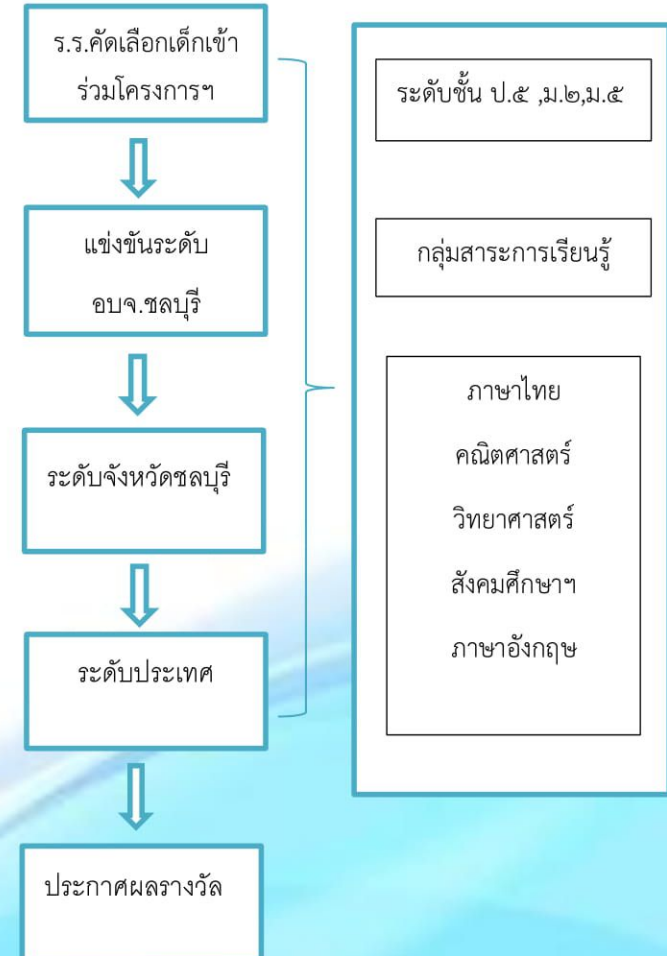 ร.ร.คัดเลือกเด็กเข้า
ร่วมโครงการฯ
แข่งขันระดับ
อบจ.ชลบุรี
ระดับจังหวัดชลบุรี
ระดับประเทศ
ประกาศผลรางวัล
ระดับชั้น ป.๕ ,ม.๒,ม.๕
กลุ่มสาระการเรียนรู้
ภาษาไทย
คณิตศาสตร์
วิทยาศาสตร์
สังคมศึกษาฯ
ภาษาอังกฤษ